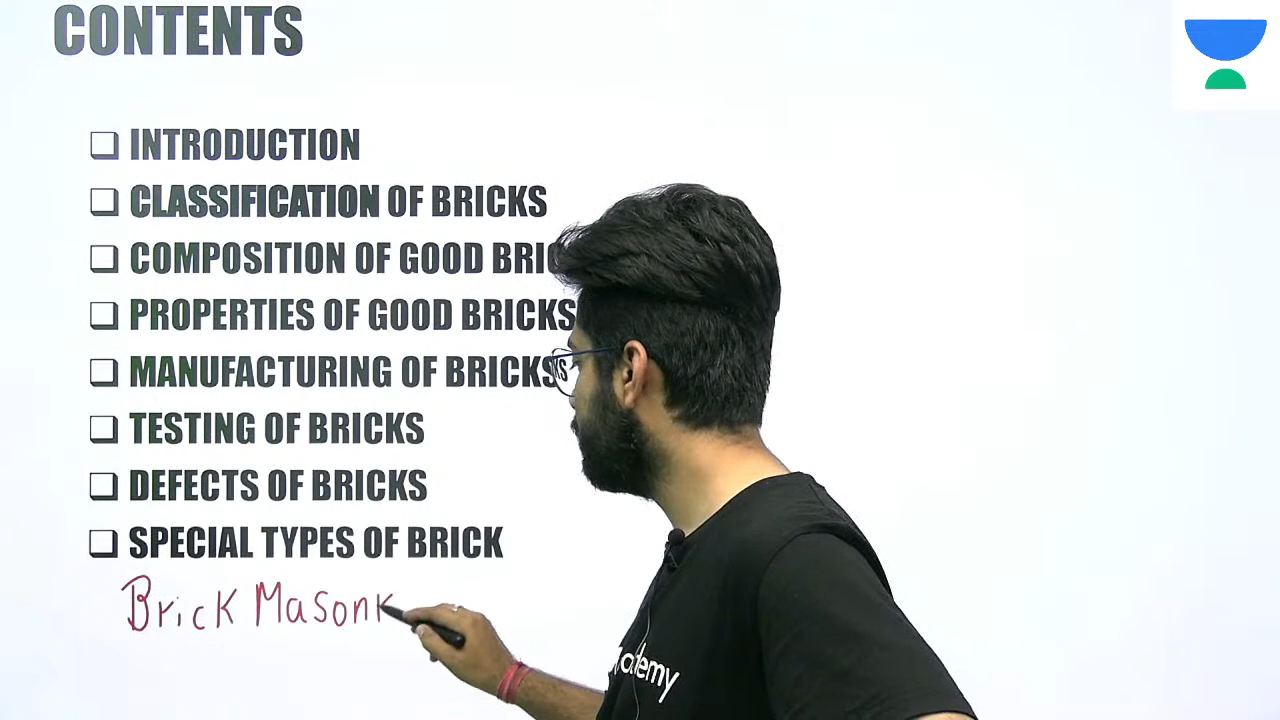 CONTENTS
❑ INTRODUCTION
❑ CLASSIFICATION OF BRICKS
❑ COMPOSITION OF GOOD
❑ PROPERTIES OF GOOD BRICKS
❑ MANUFACTURING OF BRICKS
❑ TESTING OF BRICKS
❑ DEFECTS OF BRICKS
❑ SPECIAL TYPES OF BRICK
Brick